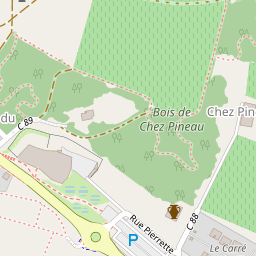 Bois de
Chez Pineau
Chez Pin
du
C 89
C 88
Rue Pierrette
P
Le Carré